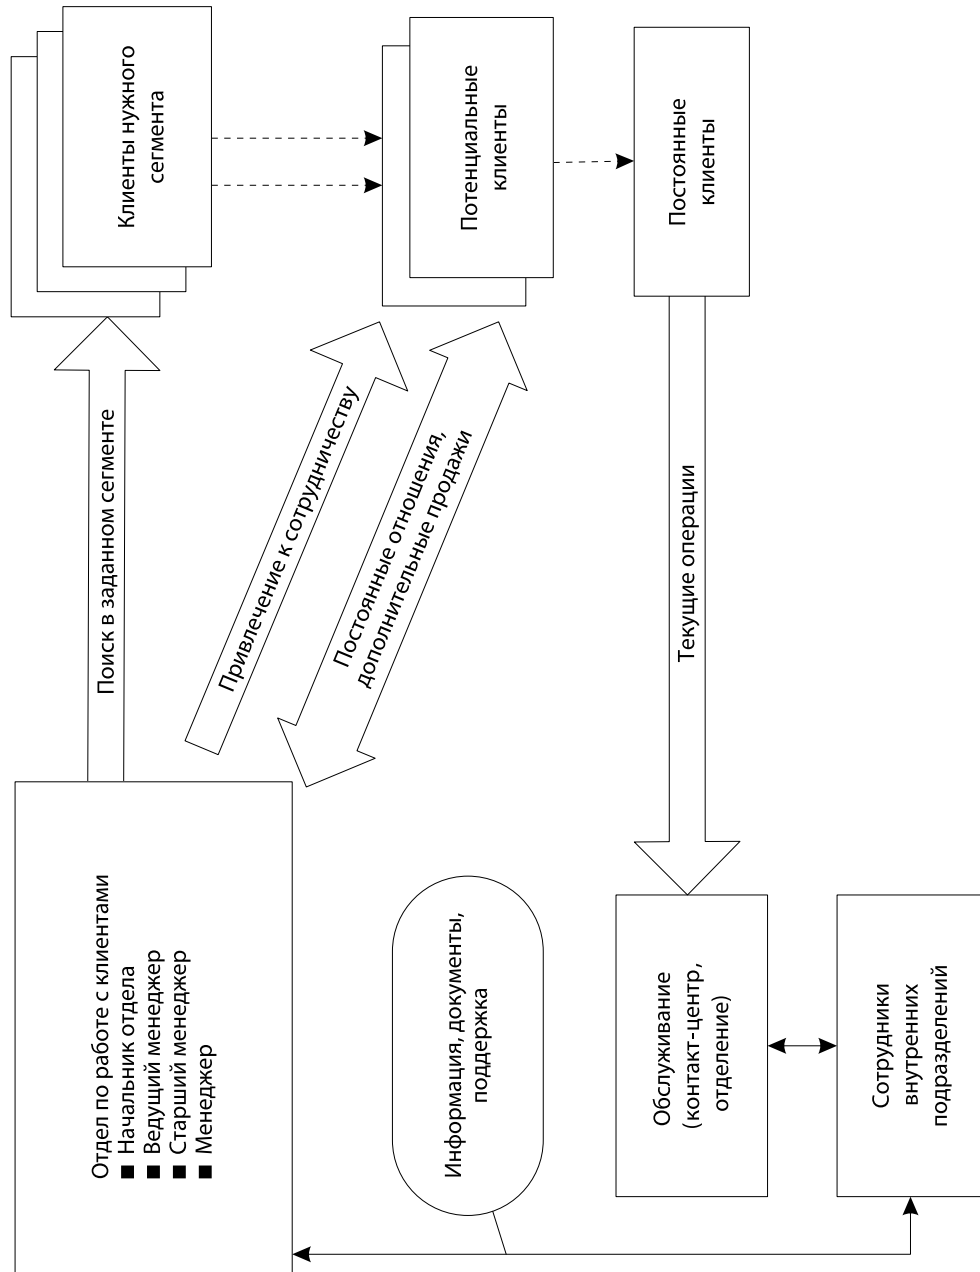 Отдел по работе с клиентами
■ Начальник отдела
■ Ведущий менеджер
■ Старший менеджер
■ Менеджер
Поиск в заданном сегменте
Клиенты нужного
сегмента
Привлечение к сотрудничеству
Постоянные отношения,
дополнительные продажи
Потенциальные
клиенты
Информация, документы,
поддержка
Постоянные
клиенты
Текущие операции
Обслуживание
(контакт-центр,
отделение)
Сотрудники
внутренних
подразделений